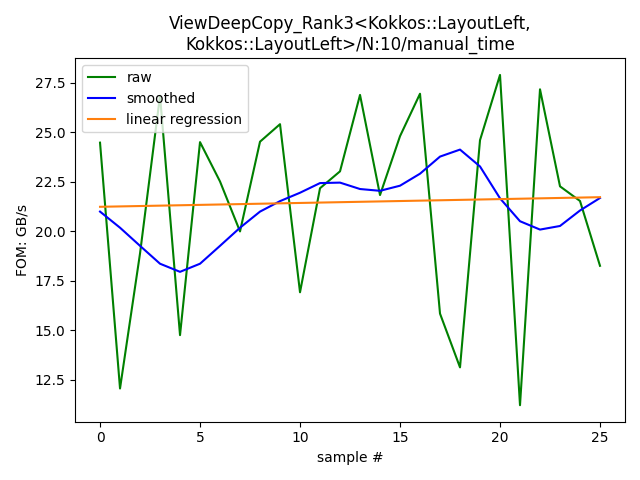 ViewDeepCopy_Rank3<Kokkos::LayoutLeft,
Kokkos::LayoutLeft>/N:10/manual_time
raw
smoothed
linear regression
FOM: GB/s
27.5
25.0
22.5
20.0
17.5
15.0
12.5
0
5
10
15
20
25
sample #